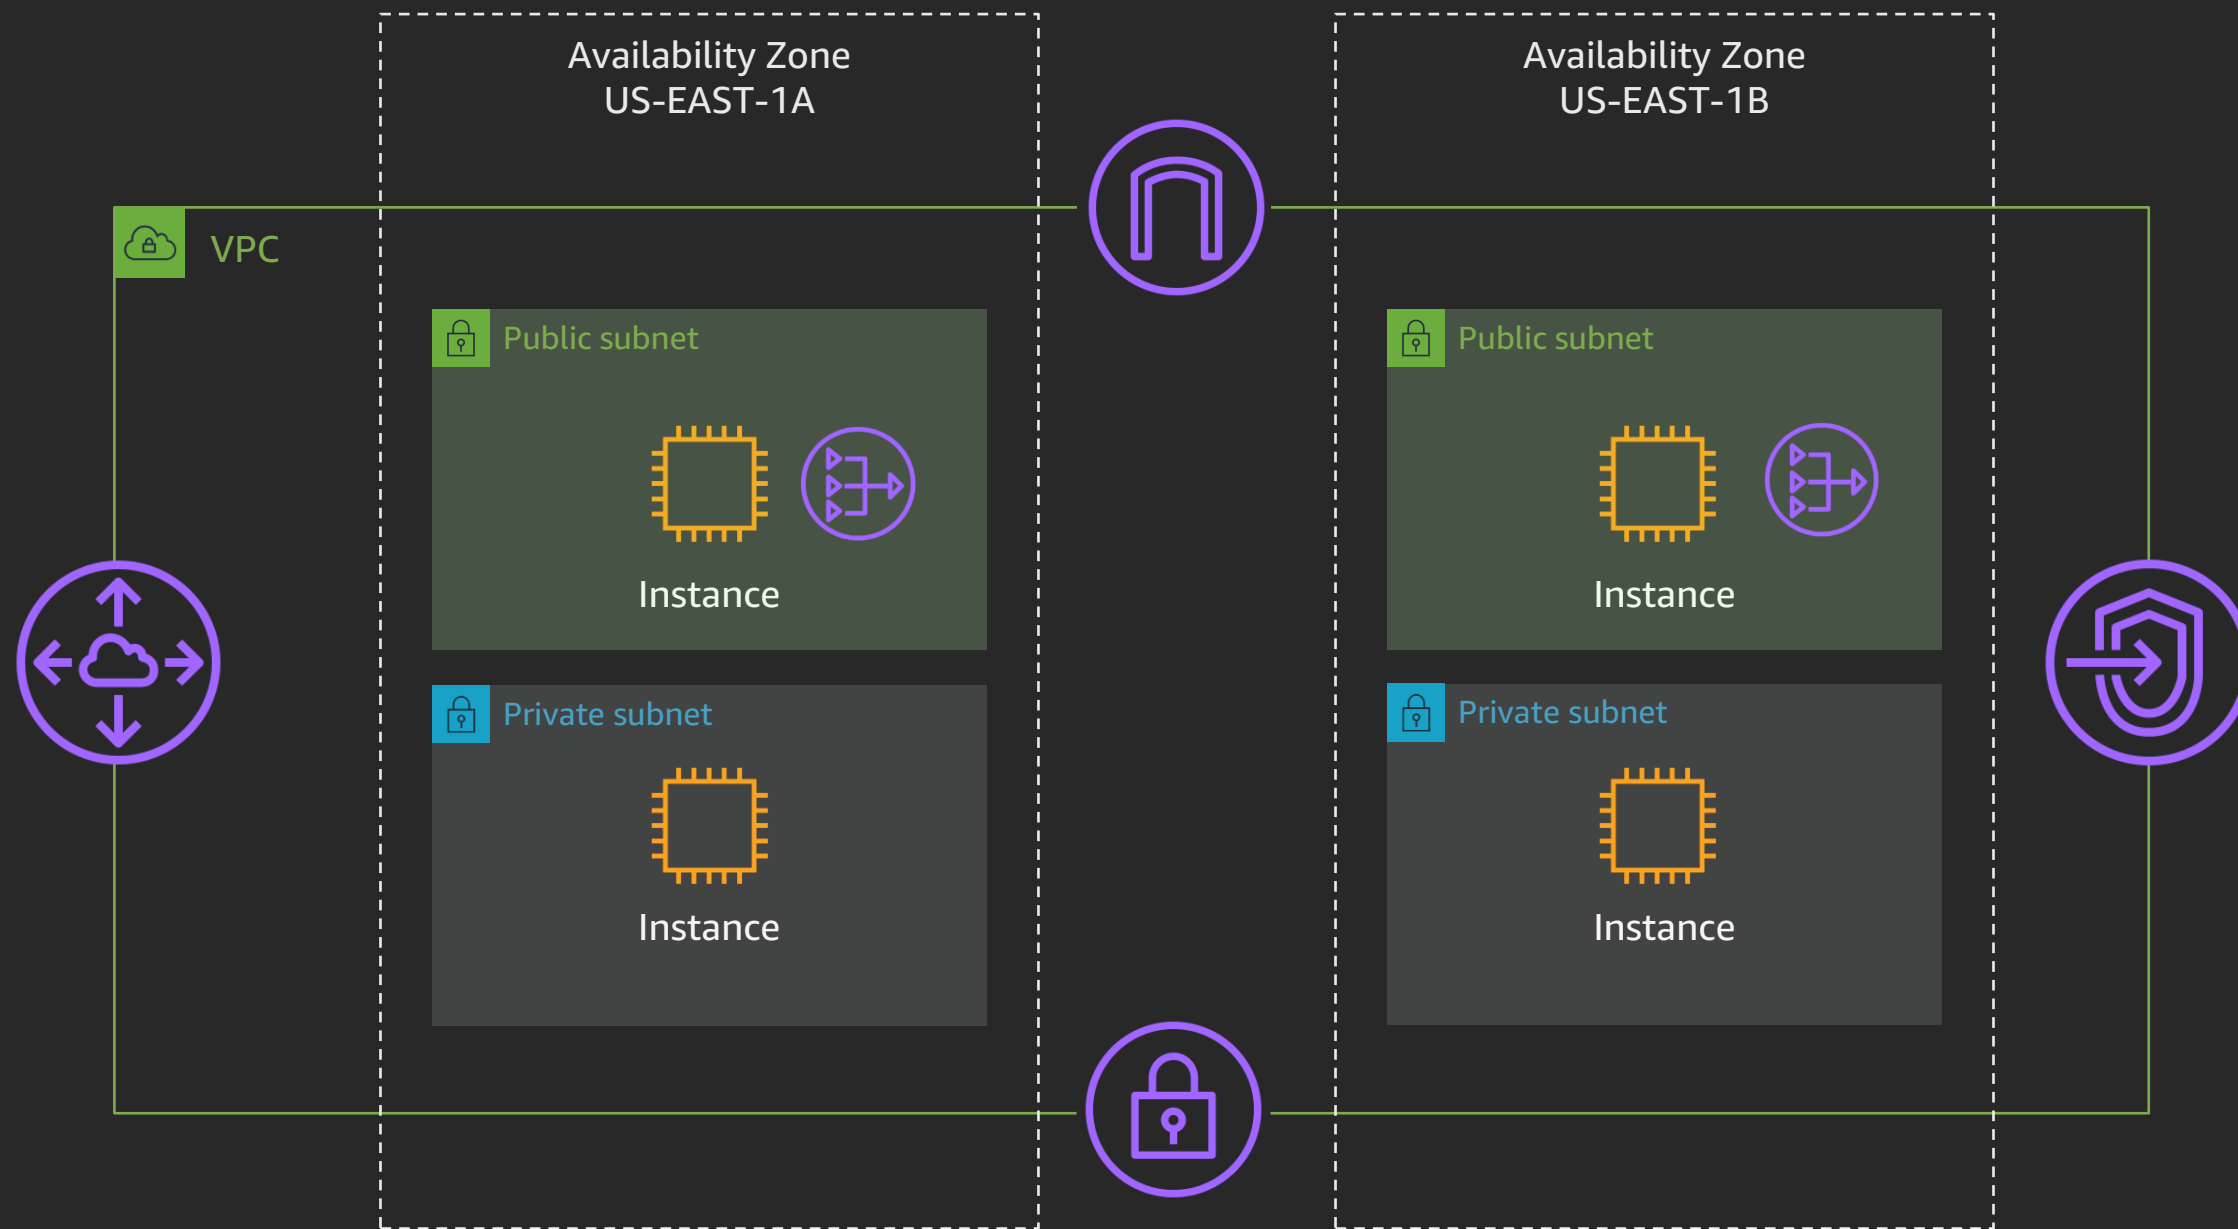 Availability Zone
US-EAST-1A
Availability Zone
US-EAST-1B
VPC
Public subnet
Public subnet
Instance
Instance
Private subnet
Private subnet
Instance
Instance